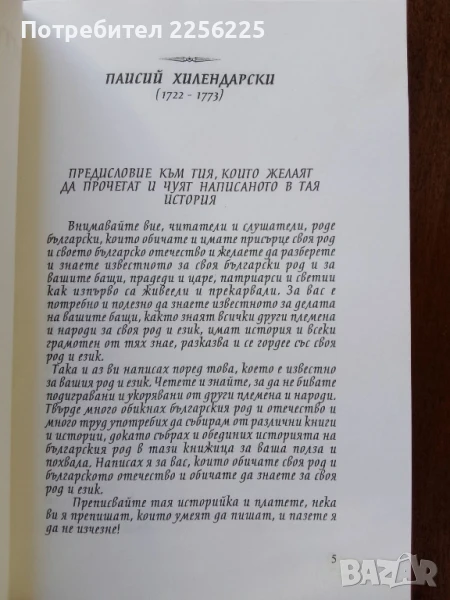 Потребител 2256225
ПАИСИЙ ХИЛЕНДАРСКИ
(1722 - 1773)
ПРЕДИСЛОВИЕ КЪМ ТИЯ, КОИТО ЖЕЛАЯТ
ДА ПРОЧЕТАТ И ЧУЯТ НАПИСАНОТО В ТАЯ
ИСТОРИЯ
Внимавайте вие, читатели и слушатели, роде
български, които обичате и имате присърце своя род
и своето българско отечество и желаете да разберете
и знаете известното за своя български род и за
вашите бащи, прадеди и царе, патриарси и светии
как изпърво са живеели и прекарвали. За вас е
потребно и полезно да знаете известното за делата
на вашите бащи, както знаят всички други племена
и народи за своя род и език, имат история и всеки
грамотен от тях знае, разказва и се гордее със своя
род и език.
Така и аз ви написах поред това, което е известно
за вашия род и език. Четете и знайте, за да не бивате
подигравани и укорявани от други племена и народи.
Твърде много обикнах българския род и отечество и
много труд употребих да събирам от различни книги
и истории, докато събрах и обединих историята на
българския род в тази книжка за ваша полза и
похвала. Написах я за вас, които обичате своя род и
българското отечество и обичате да знаете за своя
род и език.
Преписвайте тая историйка и платете, нека
ви я препишат, които умеят да пишат, и пазете я
да не изчезне!
5
BAZAR
bg